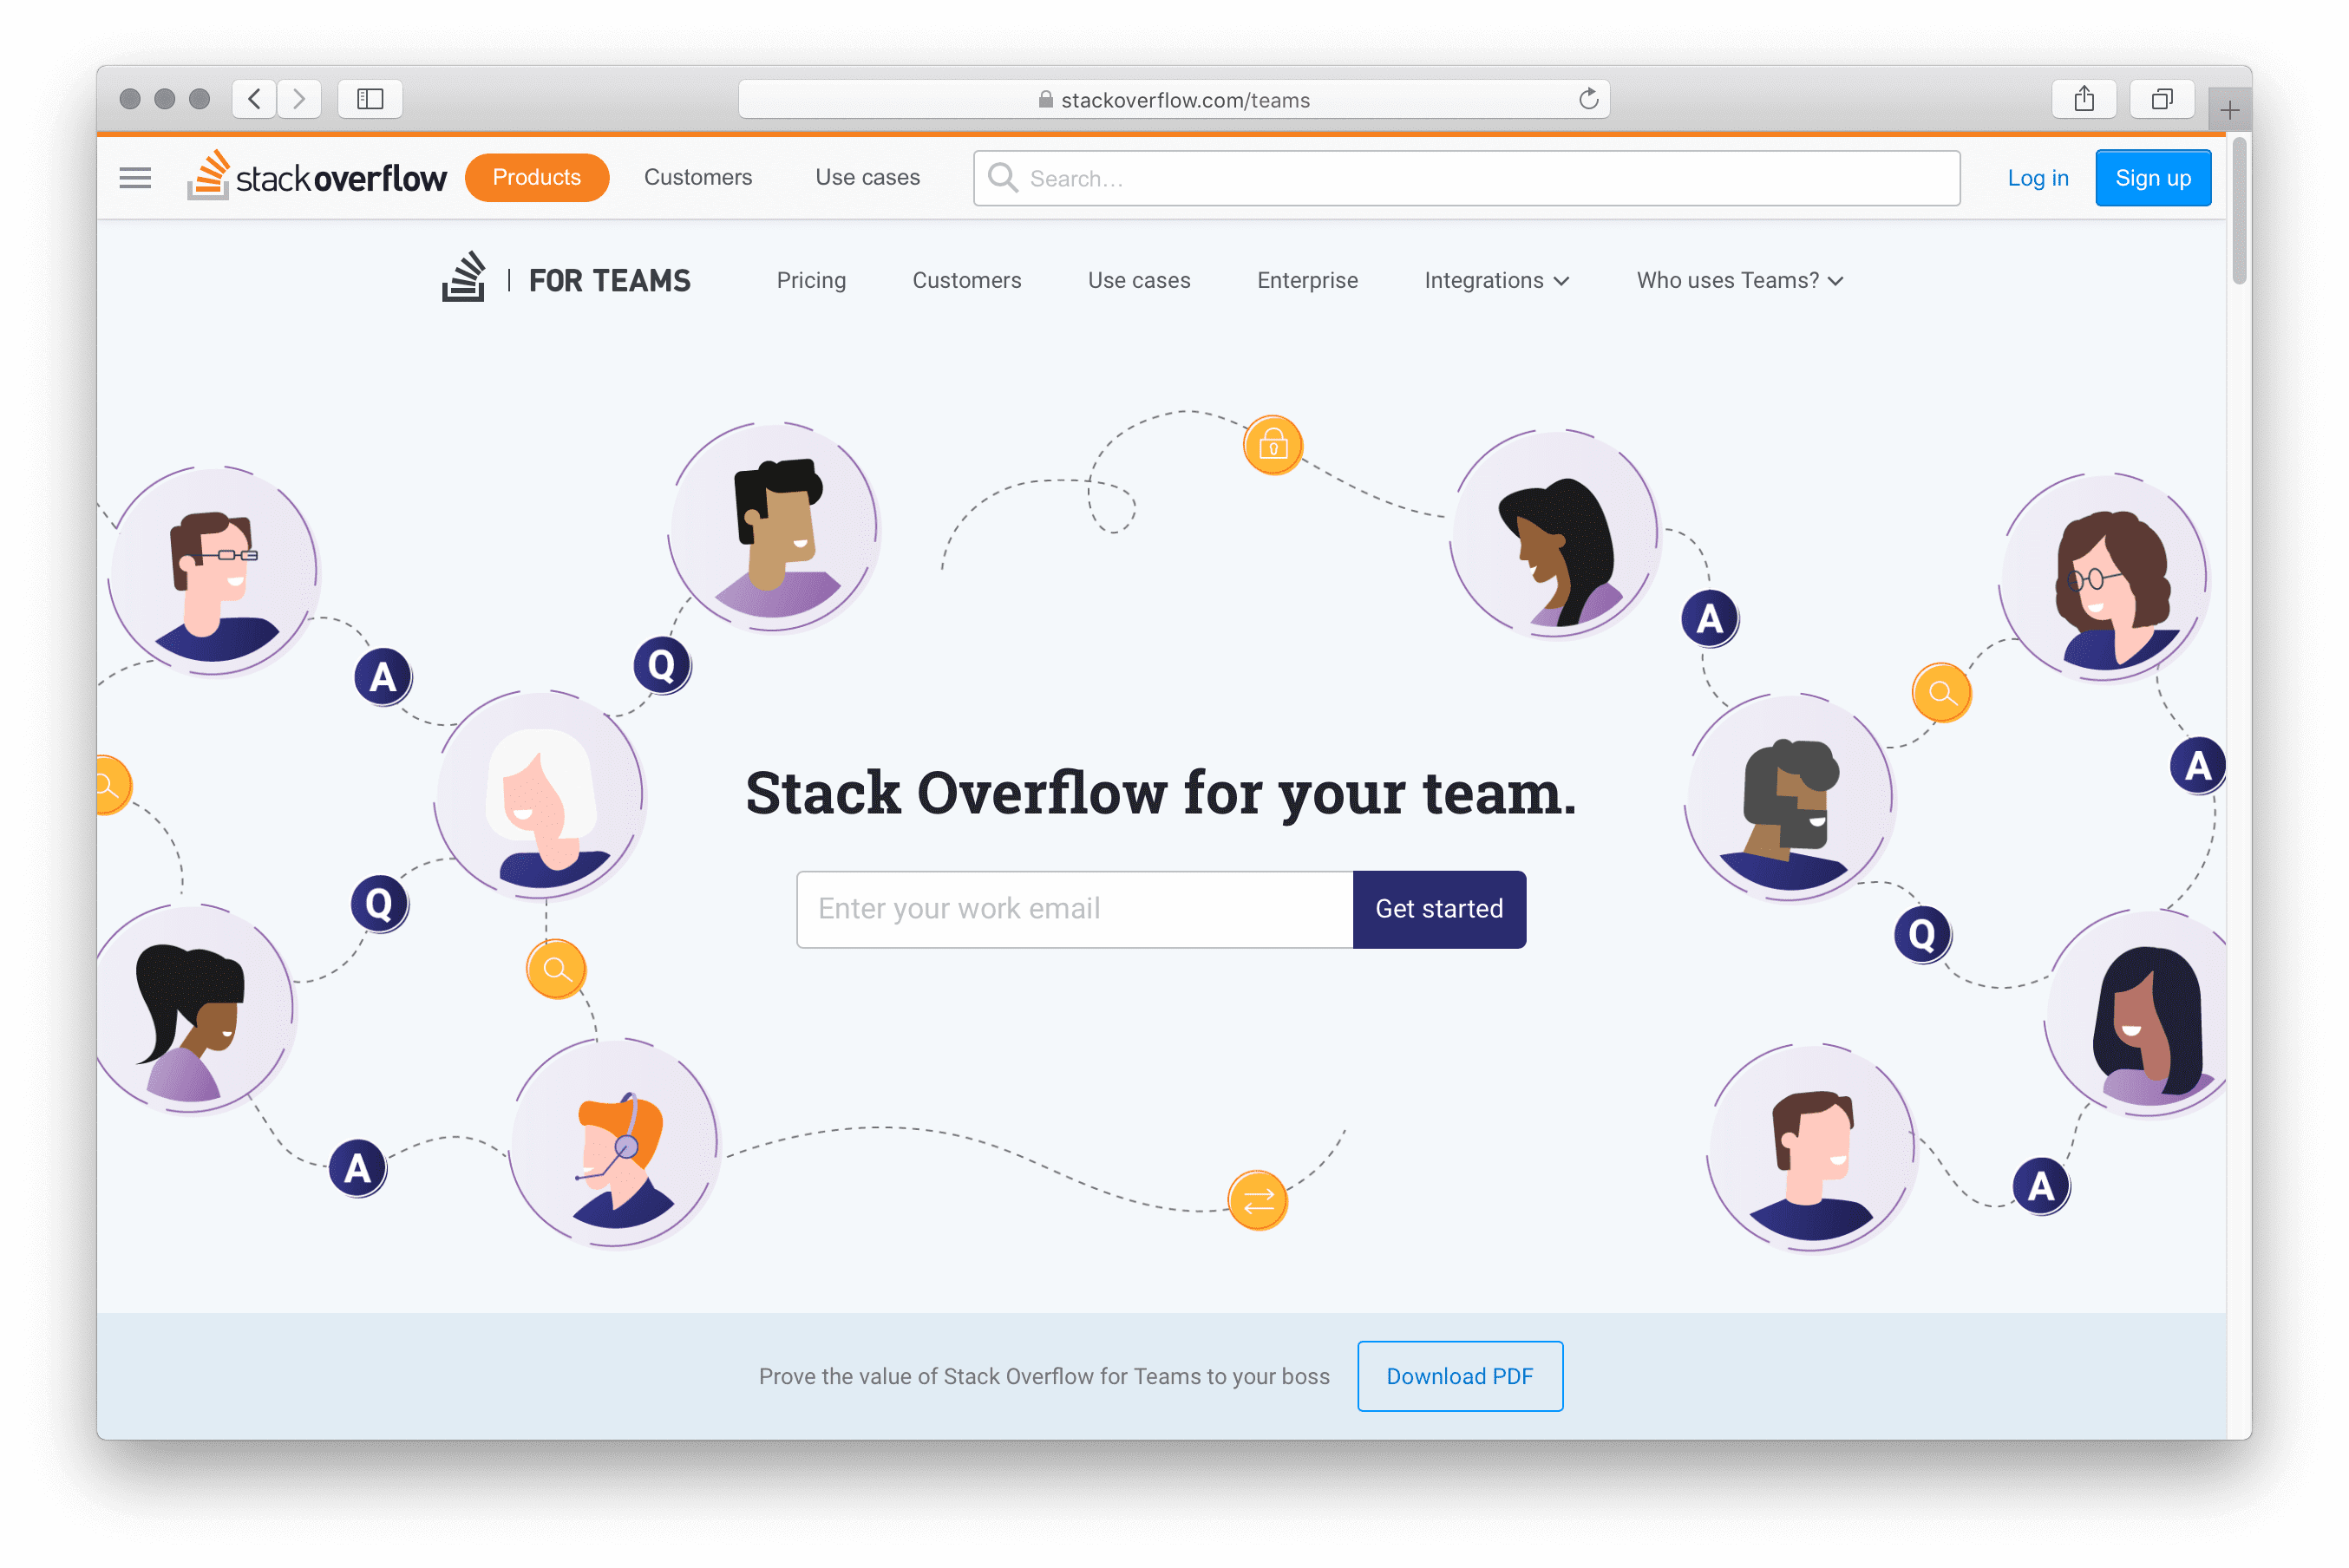 stackoverflow.com/teams
stackoverflow Products Customers Use cases Search... Log in Sign up
FOR TEAMS Pricing Customers Use cases Enterprise Integrations Who uses Teams?
A
Q
A
A
Stack Overflow for your team.
Q
Enter your work email Get started
Q
A
A
Prove the value of Stack Overflow for Teams to your boss Download PDF